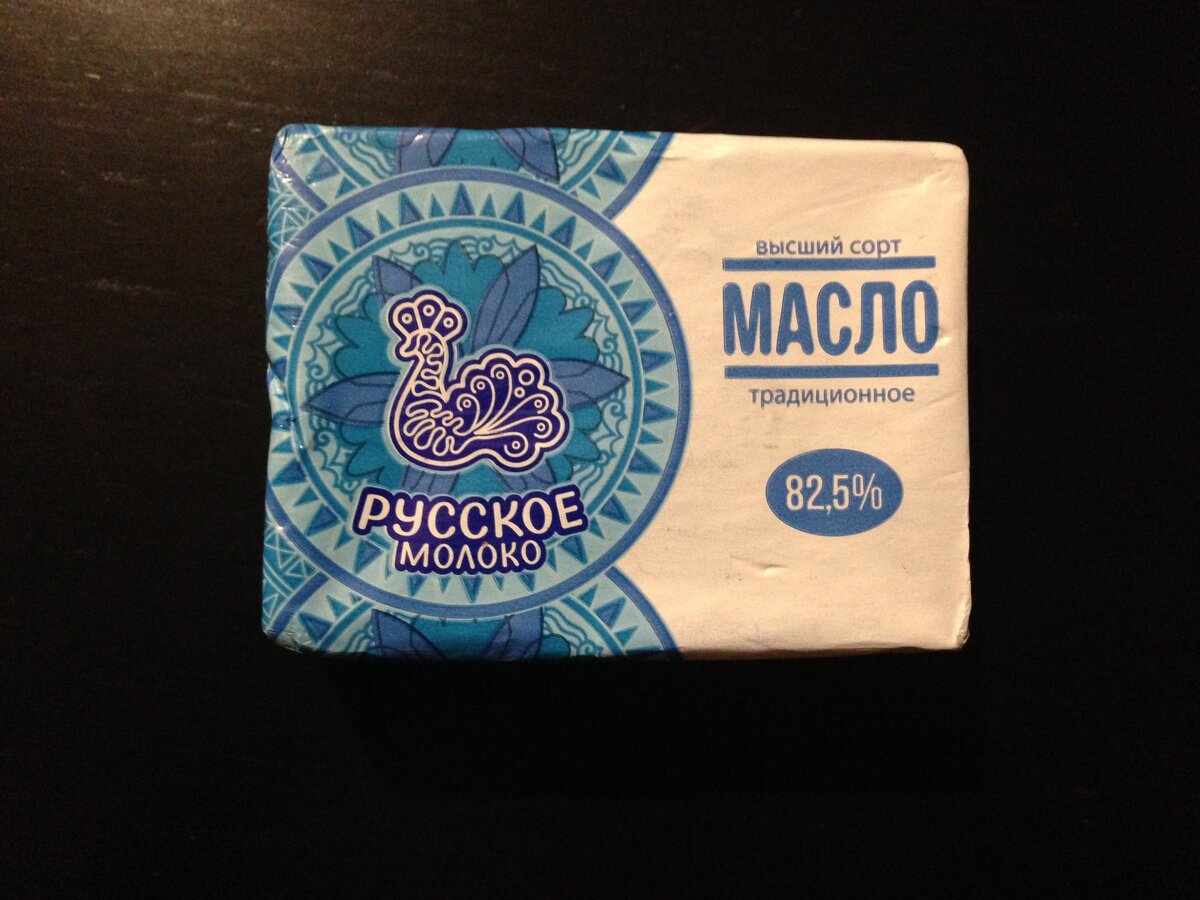 РУССКОЕ
МОЛОКО
ВЫСШИЙ СОРТ
МАСЛО
ТРАДИЦИОННОЕ
82,5%